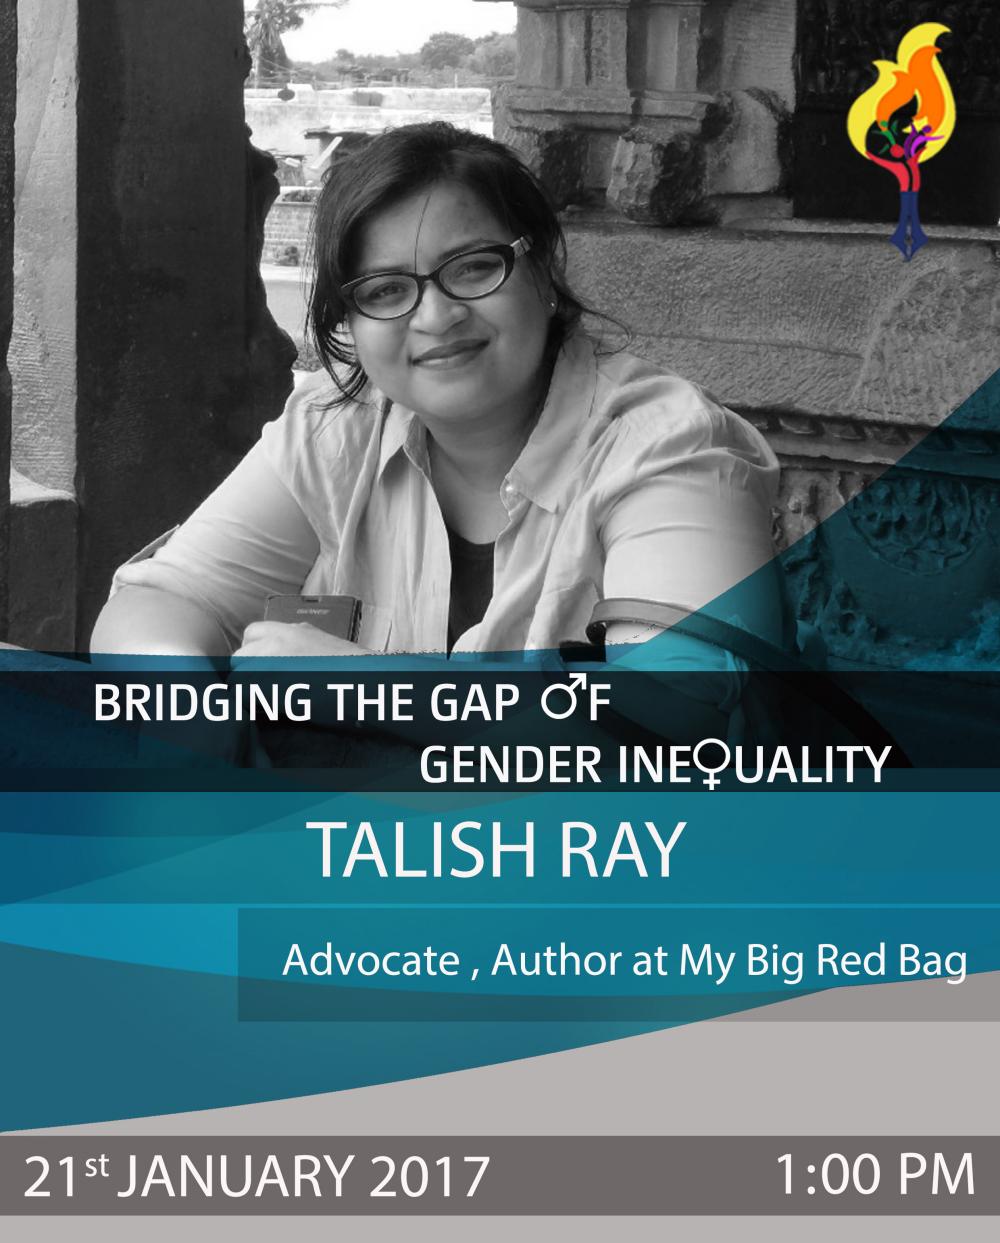 BRIDGING THE GAP ♂F
GENDER INE♀UALITY
TALISH RAY
Advocate , Author at My Big Red Bag
21st JANUARY 2017 1:00 PM